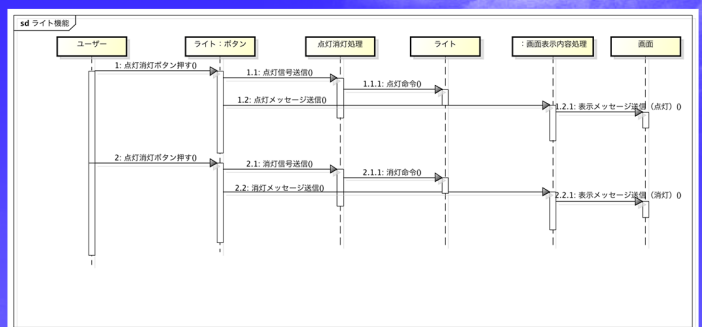 sd ライト機能
ユーザー
ライト：ボタン
点灯消灯処理
ライト
：画面表示内容処理
画面
1: 点灯消灯ボタン押す()
1.1: 点灯信号送信()
1.1.1: 点灯命令()
1.2: 点灯メッセージ送信()
1.2.1: 表示メッセージ送信（点灯）()
2: 点灯消灯ボタン押す()
2.1: 消灯信号送信()
2.1.1: 消灯命令()
2.2: 消灯メッセージ送信()
2.2.1: 表示メッセージ送信（消灯）()